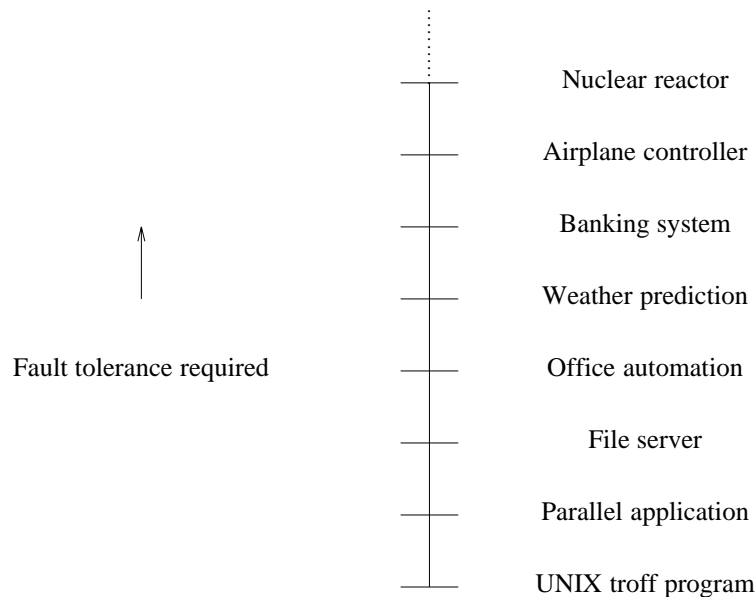 Nuclear reactor
Airplane controller
Banking system
Weather prediction
Fault tolerance required
Office automation
File server
Parallel application
UNIX troff program